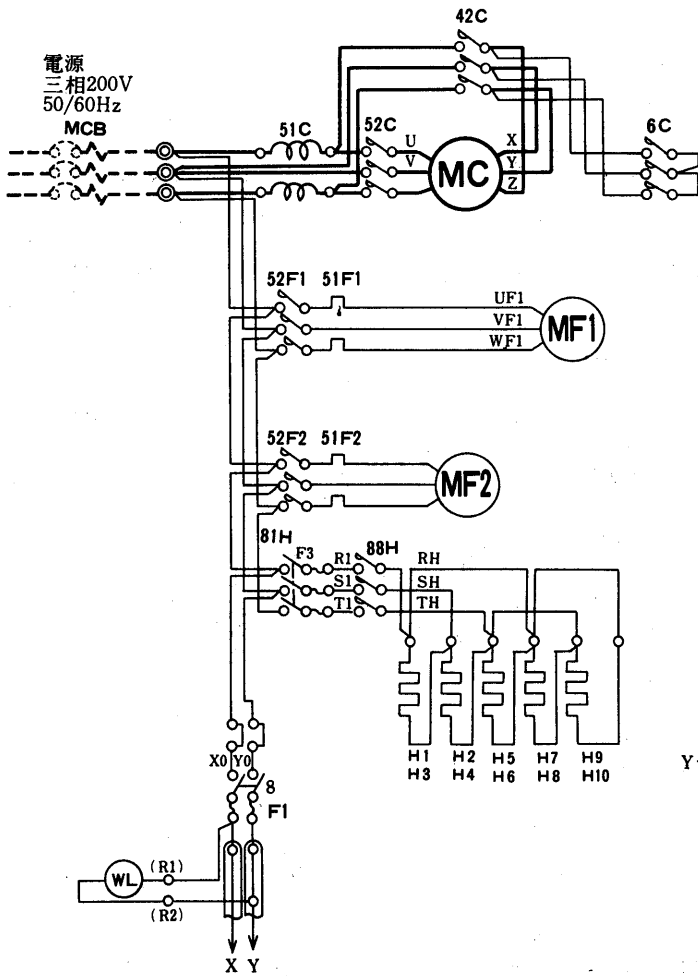 42C
電源
三相200V
50/60Hz
MCB
51C
52C
6C
U
V
MC
X
Y
Z
52F1
51F1
UF1
VF1
WF1
MF1
52F2
51F2
MF2
81H
F3
R1
88H
RH
S1
SH
T1
TH
H1
H2
H5
H7
H9
H3
H4
H6
H8
H10
Y
X0
Y0
8
F1
WL
(R1)
(R2)
X
Y